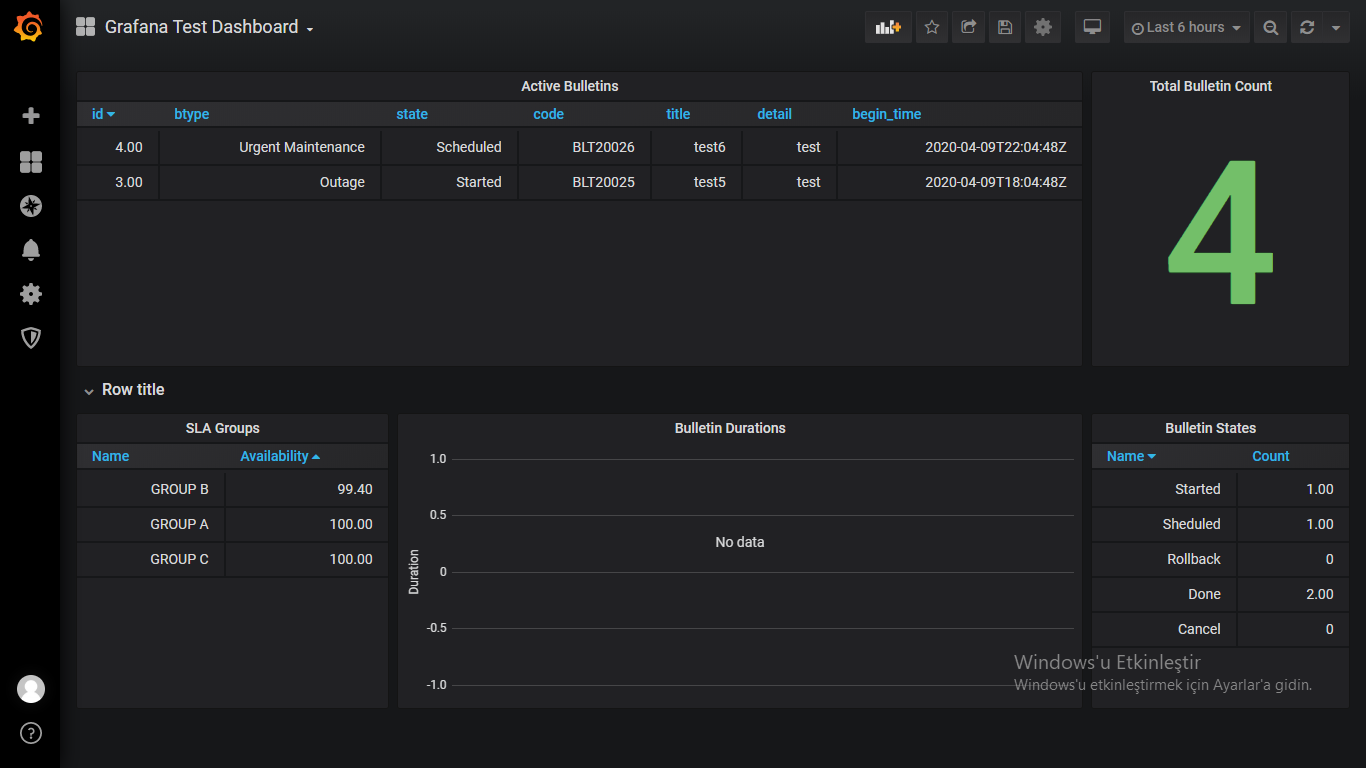 Grafana Test Dashboard
Last 6 hours
Active Bulletins
id btype state code title detail begin_time
4.00 Urgent Maintenance Scheduled BLT20026 test6 test 2020-04-09T22:04:48Z
3.00 Outage Started BLT20025 test5 test 2020-04-09T18:04:48Z
Total Bulletin Count
4
Row title
SLA Groups
Name Availability
GROUP B 99.40
GROUP A 100.00
GROUP C 100.00
Bulletin Durations
1.0
0.5
0
-0.5
-1.0
Duration
No data
Bulletin States
Name Count
Started 1.00
Sheduled 1.00
Rollback 0
Done 2.00
Cancel 0
Windows'u Etkinleştir
Windows'u etkinleştirmek için Ayarlar'a gidin.